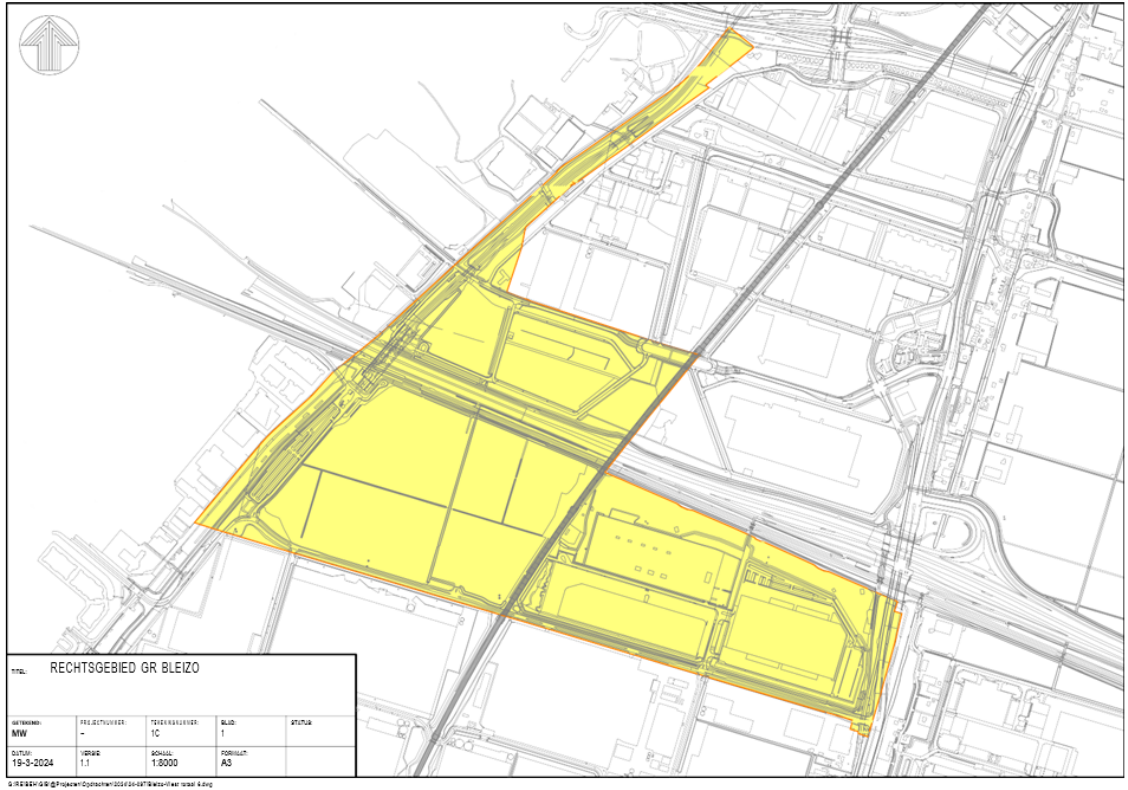 TITEL: RECHTSGEBIED GR BLEIZO
GETEKEND: PROJECTNUMMER: TEKENINGNUMMER: BLAD: STATUS:
MW - 1C 1
DATUM: VERSIE: SCHAAL: FORMAAT:
19-3-2024 1.1 1:8000 A3